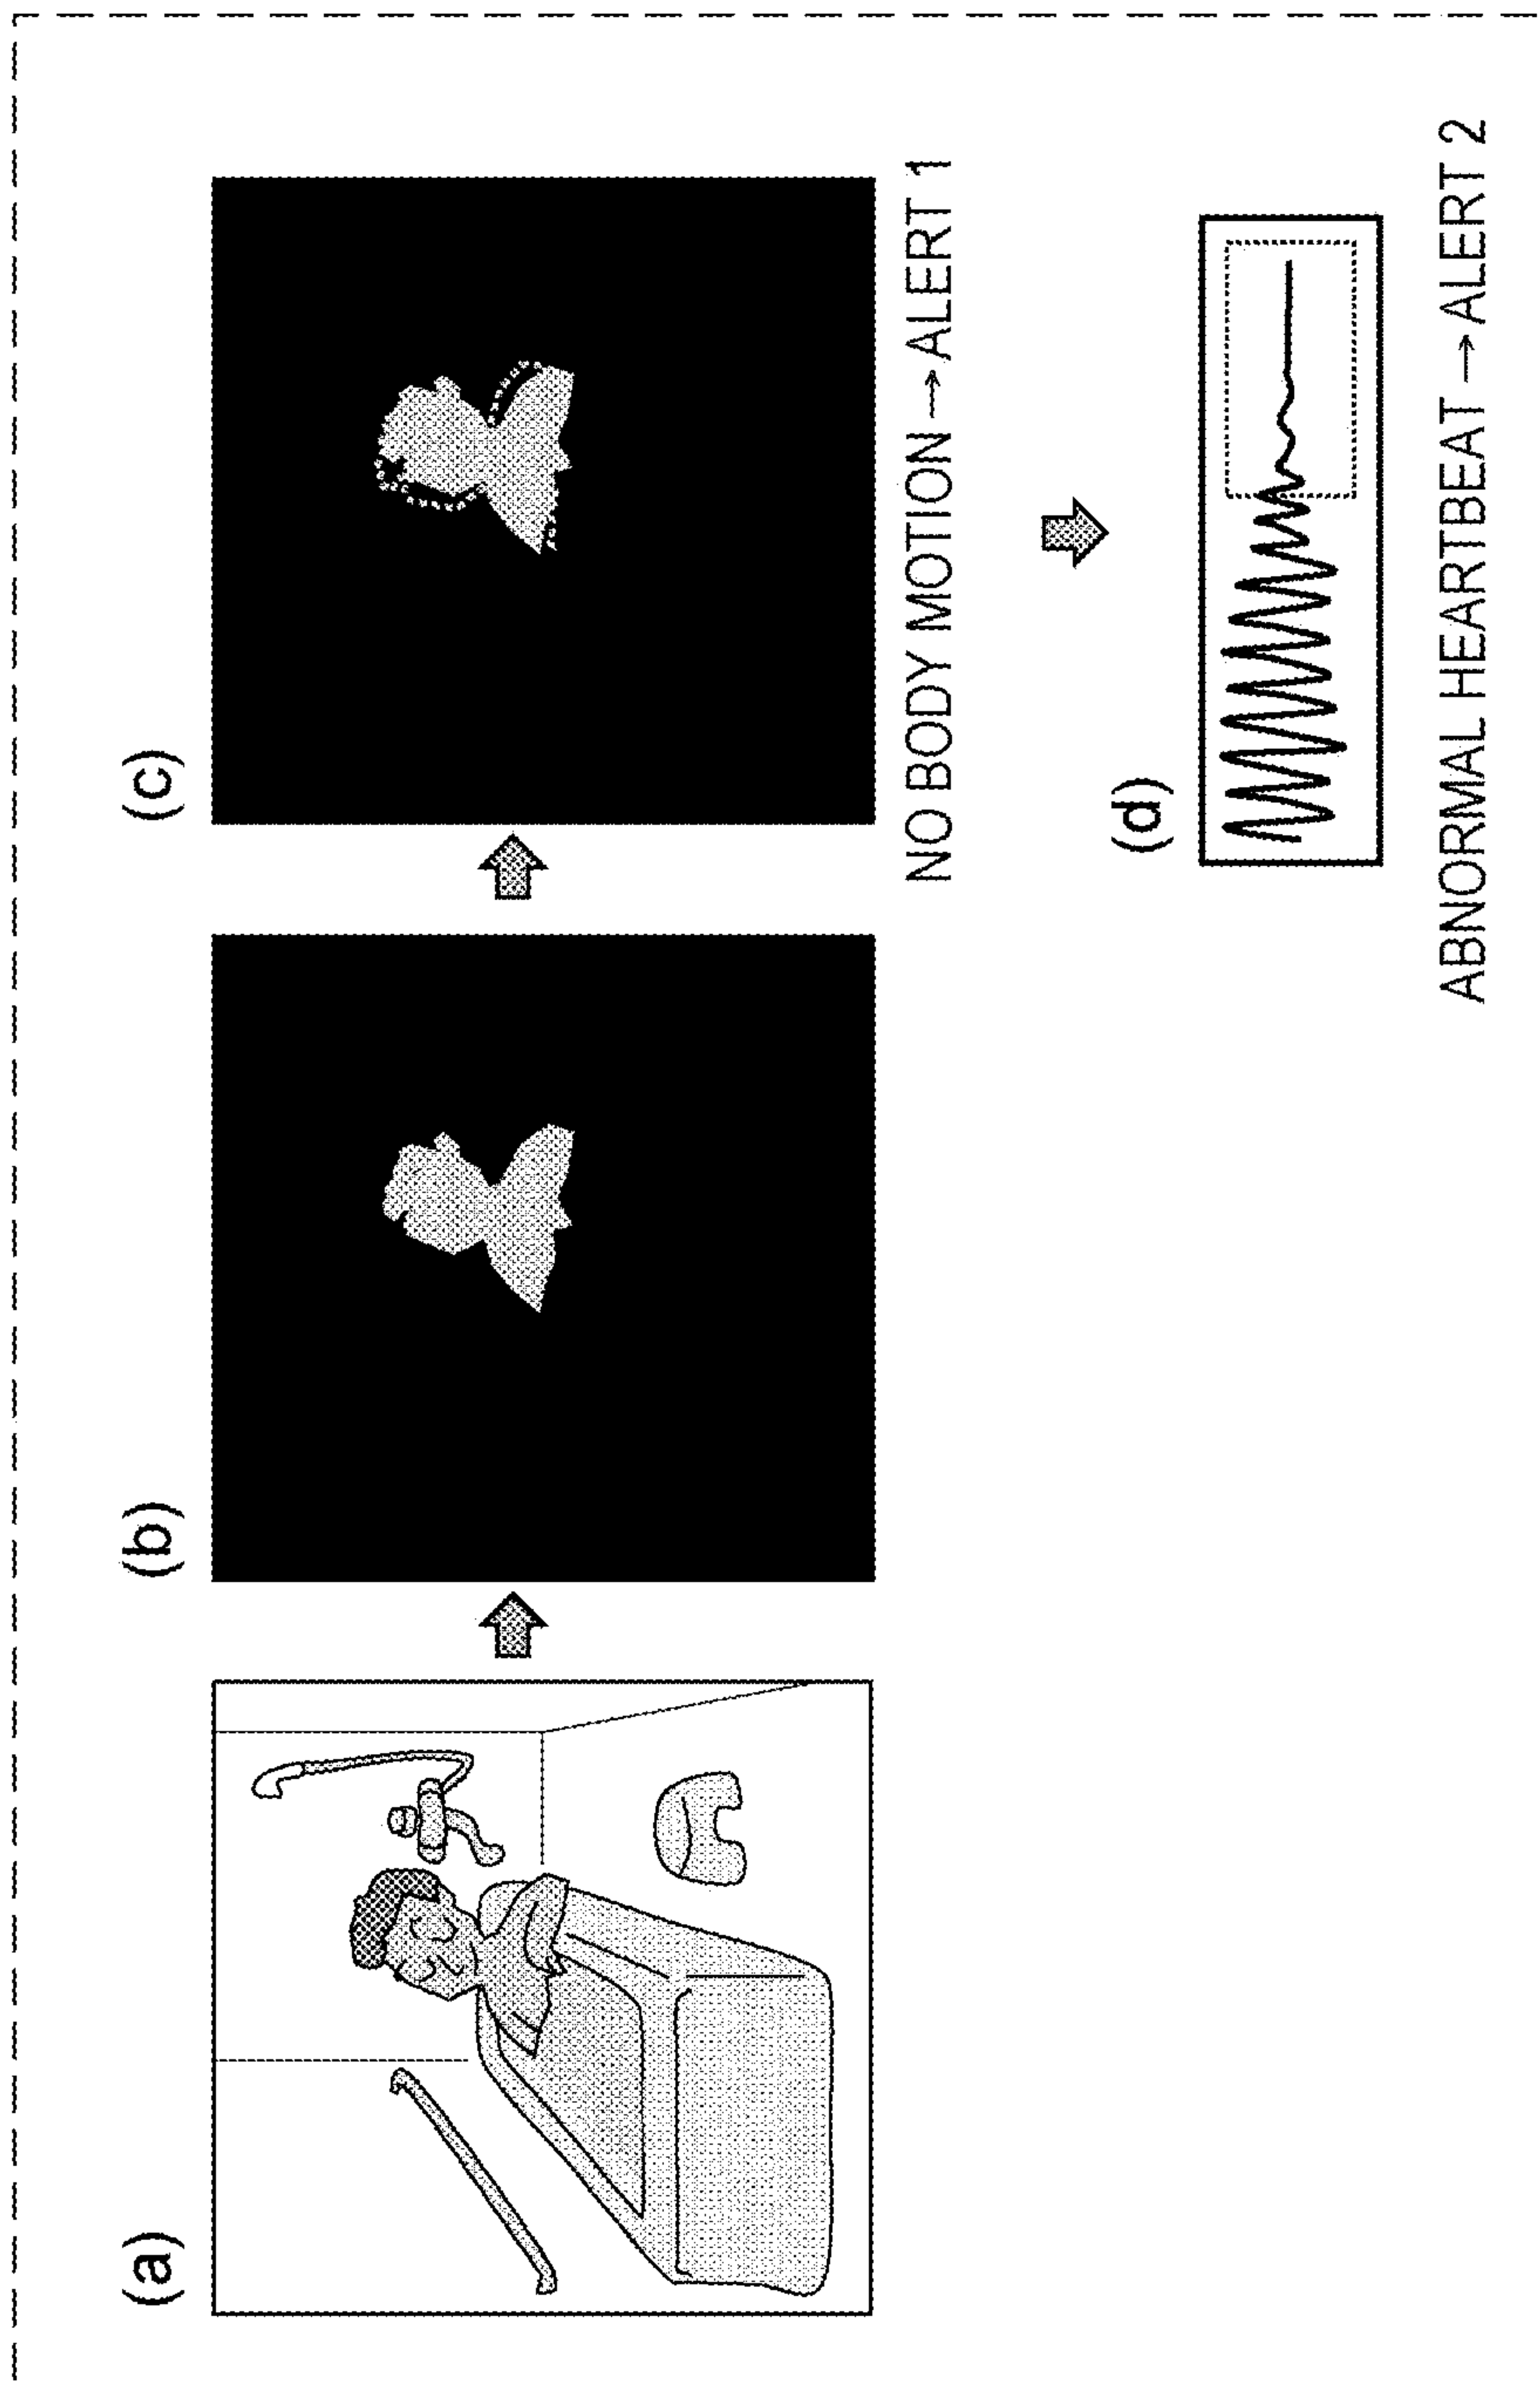 (a)
(b)
(c)
NO BODY MOTION → ALERT 1
(d)
ABNORMAL HEARTBEAT → ALERT 2